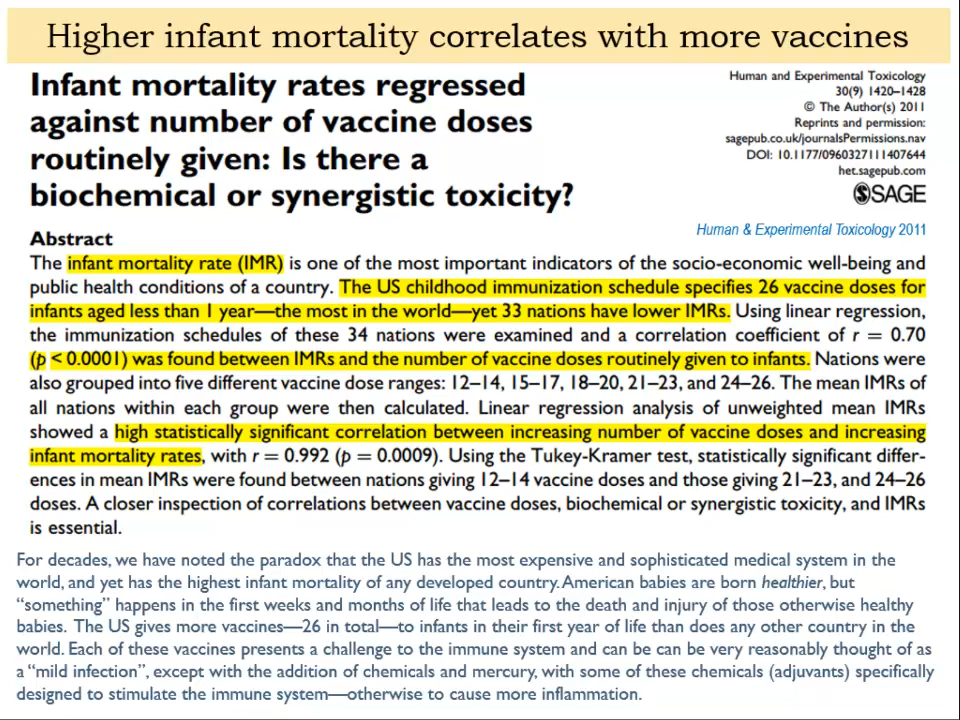 Higher infant mortality correlates with more vaccines
Infant mortality rates regressed
against number of vaccine doses
routinely given: Is there a
biochemical or synergistic toxicity?
Human and Experimental Toxicology
30(9) 1420–1428
© The Author(s) 2011
Reprints and permission:
sagepub.co.uk/journalsPermissions.nav
DOI: 10.1177/0960327111407644
het.sagepub.com
SAGE
Human & Experimental Toxicology 2011
Abstract
The infant mortality rate (IMR) is one of the most important indicators of the socio-economic well-being and
public health conditions of a country. The US childhood immunization schedule specifies 26 vaccine doses for
infants aged less than 1 year—the most in the world—yet 33 nations have lower IMRs. Using linear regression,
the immunization schedules of these 34 nations were examined and a correlation coefficient of r = 0.70
(p < 0.0001) was found between IMRs and the number of vaccine doses routinely given to infants. Nations were
also grouped into five different vaccine dose ranges: 12–14, 15–17, 18–20, 21–23, and 24–26. The mean IMRs of
all nations within each group were then calculated. Linear regression analysis of unweighted mean IMRs
showed a high statistically significant correlation between increasing number of vaccine doses and increasing
infant mortality rates, with r = 0.992 (p = 0.0009). Using the Tukey-Kramer test, statistically significant differ-
ences in mean IMRs were found between nations giving 12–14 vaccine doses and those giving 21–23, and 24–26
doses. A closer inspection of correlations between vaccine doses, biochemical or synergistic toxicity, and IMRs
is essential.
For decades, we have noted the paradox that the US has the most expensive and sophisticated medical system in the
world, and yet has the highest infant mortality of any developed country. American babies are born healthier, but
“something” happens in the first weeks and months of life that leads to the death and injury of those otherwise healthy
babies. The US gives more vaccines—26 in total—to infants in their first year of life than does any other country in the
world. Each of these vaccines presents a challenge to the immune system and can be can be very reasonably thought of as
a “mild infection”, except with the addition of chemicals and mercury, with some of these chemicals (adjuvants) specifically
designed to stimulate the immune system—otherwise to cause more inflammation.